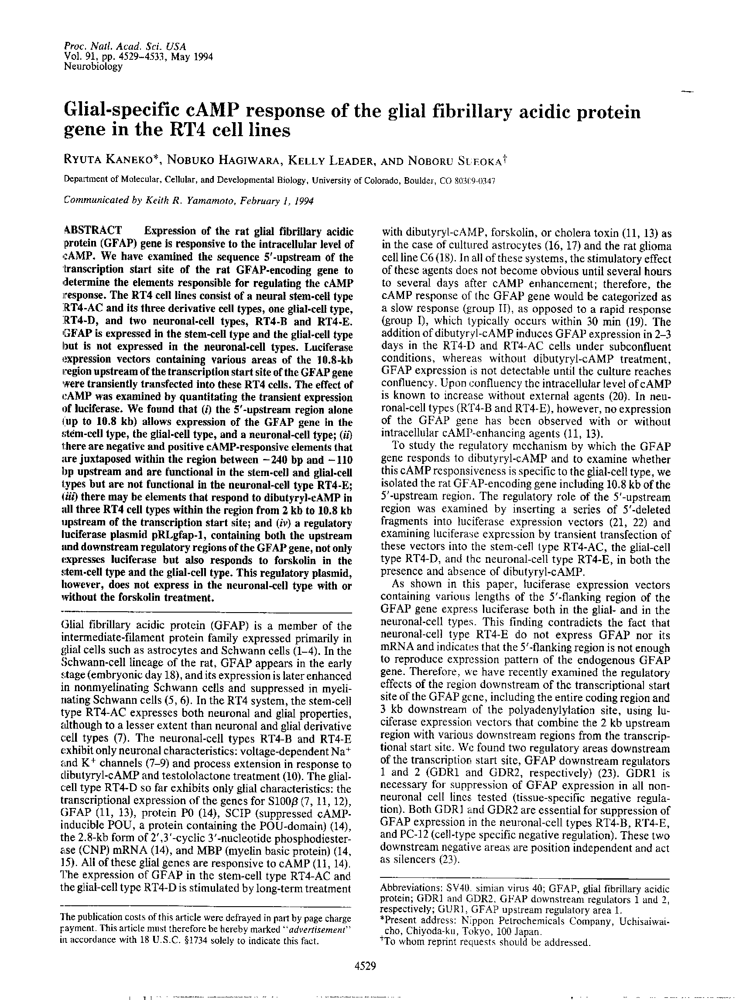 Proc. Natl. Acad. Sci. USA
Vol. 91, pp. 4529–4533, May 1994
Neurobiology
Glial-specific cAMP response of the glial fibrillary acidic protein
gene in the RT4 cell lines
RYUTA KANEKO*, NOBUKO HAGIWARA, KELLY LEADER, AND NOBORU SUEOKA†
Department of Molecular, Cellular, and Developmental Biology, University of Colorado, Boulder, CO 80309-0347
Communicated by Keith R. Yamamoto, February 1, 1994
ABSTRACT Expression of the rat glial fibrillary acidic
protein (GFAP) gene is responsive to the intracellular level of
cAMP. We have examined the sequence 5'-upstream of the
transcription start site of the rat GFAP-encoding gene to
determine the elements responsible for regulating the cAMP
response. The RT4 cell lines consist of a neural stem-cell type
RT4-AC and its three derivative cell types, one glial-cell type,
RT4-D, and two neuronal-cell types, RT4-B and RT4-E.
GFAP is expressed in the stem-cell type and the glial-cell type
but is not expressed in the neuronal-cell types. Luciferase
expression vectors containing various areas of the 10.8-kb
region upstream of the transcription start site of the GFAP gene
were transiently transfected into these RT4 cells. The effect of
cAMP was examined by quantitating the transient expression
of luciferase. We found that (i) the 5'-upstream region alone
(up to 10.8 kb) allows expression of the GFAP gene in the
stem-cell type, the glial-type, and a neuronal-cell type; (ii)
there are negative and positive cAMP-responsive elements that
are juxtaposed within the region between −240 bp and −110
bp upstream and are functional in the stem-cell and glial-cell
types but are not functional in the neuronal-cell type RT4-E;
(iii) there may be elements that respond to dibutyryl-cAMP in
all three RT4 cell types within the region from 2 kb to 10.8 kb
upstream of the transcription start site; and (iv) a regulatory
luciferase plasmid pRLgfap-1, containing both the upstream
and downstream regulatory regions of the GFAP gene, not only
expresses luciferase but also responds to forskolin in the
stem-cell type and the glial-cell type. This regulatory plasmid,
however, does not express in the neuronal-cell type with or
without the forskolin treatment.
Glial fibrillary acidic protein (GFAP) is a member of the
intermediate-filament protein family expressed primarily in
glial cells such as astrocytes and Schwann cells (1–4). In the
Schwann-cell lineage of the rat, GFAP appears in the early
stage (embryonic day 18), and its expression is later enhanced
in nonmyelinating Schwann cells and suppressed in myeli-
nating Schwann cells (5, 6). In the RT4 system, the stem-cell
type RT4-AC expresses both neuronal and glial properties,
although to a lesser extent than neuronal and glial derivative
cell types (7). The neuronal-cell types RT4-B and RT4-E
exhibit only neuronal characteristics: voltage-dependent Na+
and K+ channels (7–9) and process extension in response to
dibutyryl-cAMP and testololactone treatment (10). The glial-
cell type RT4-D so far exhibits only glial characteristics: the
transcriptional expression of the genes for S100β (7, 11, 12),
GFAP (11, 13), protein P0 (14), SCIP (suppressed cAMP-
inducible POU, a protein containing the POU-domain) (14),
the 2.8-kb form of 2',3'-cyclic 3'-nucleotide phosphodiester-
ase (CNP) mRNA (14), and MBP (myelin basic protein) (14,
15). All of these glial genes are responsive to cAMP (11, 14).
The expression of GFAP in the stem-cell type RT4-AC and
the glial-cell type RT4-D is stimulated by long-term treatment
The publication costs of this article were defrayed in part by page charge
payment. This article must therefore be hereby marked "advertisement"
in accordance with 18 U.S.C. §1734 solely to indicate this fact.
with dibutyryl-cAMP, forskolin, or cholera toxin (11, 13) as
in the case of cultured astrocytes (16, 17) and the rat glioma
cell line C6 (18). In all of these systems, the stimulatory effect
of these agents does not become obvious until several hours
to several days after cAMP enhancement; therefore, the
cAMP response of the GFAP gene would be categorized as
a slow response (group II), as opposed to a rapid response
(group I), which typically occurs within 30 min (19). The
addition of dibutyryl-cAMP induces GFAP expression in 2–3
days in the RT4-D and RT4-AC cells under subconfluent
conditions, whereas without dibutyryl-cAMP treatment,
GFAP expression is not detectable until the culture reaches
confluency. Upon confluency the intracellular level of cAMP
is known to increase without external agents (20). In neu-
ronal-cell types (RT4-B and RT4-E), however, no expression
of the GFAP gene has been observed with or without
intracellular cAMP-enhancing agents (11, 13).
To study the regulatory mechanism by which the GFAP
gene responds to dibutyryl-cAMP and to examine whether
this cAMP responsiveness is specific to the glial-cell type, we
isolated the rat GFAP-encoding gene including 10.8 kb of the
5'-upstream region. The regulatory role of the 5'-upstream
region was examined by inserting a series of 5'-deleted
fragments into luciferase expression vectors (21, 22) and
examining luciferase expression by transient transfection of
these vectors into the stem-cell type RT4-AC, the glial-cell
type RT4-D, and the neuronal-cell type RT4-E, in both the
presence and absence of dibutyryl-cAMP.
As shown in this paper, luciferase expression vectors
containing various lengths of the 5'-flanking region of the
GFAP gene express luciferase both in the glial- and in the
neuronal-cell types. This finding contradicts the fact that
neuronal-cell type RT4-E do not express GFAP nor its
mRNA and indicates that the 5'-flanking region is not enough
to reproduce expression pattern of the endogenous GFAP
gene. Therefore, we have recently examined the regulatory
effects of the region downstream of the transcriptional start
site of the GFAP gene, including the entire coding region and
3 kb downstream of the polyadenylylation site, using lu-
ciferase expression vectors that combine the 2 kb upstream
region with various downstream regions from the transcrip-
tional start site. We found two regulatory areas downstream
of the transcription start site, GFAP downstream regulators
1 and 2 (GDR1 and GDR2, respectively) (23). GDR1 is
necessary for suppression of GFAP expression in all non-
neuronal cell lines tested (tissue-specific negative regula-
tion). Both GDR1 and GDR2 are essential for suppression of
GFAP expression in the neuronal-cell types RT4-B, RT4-E,
and PC-12 (cell-type specific negative regulation). These two
downstream negative areas are position independent and act
as silencers (23).
Abbreviations: SV40, simian virus 40; GFAP, glial fibrillary acidic
protein; GDR1 and GDR2, GFAP downstream regulators 1 and 2,
respectively; GUR1, GFAP upstream regulatory area 1.
*Present address: Nippon Petrochemicals Company, Uchisaiwai-
cho, Chiyoda-ku, Tokyo, 100 Japan.
†To whom reprint requests should be addressed.
4529